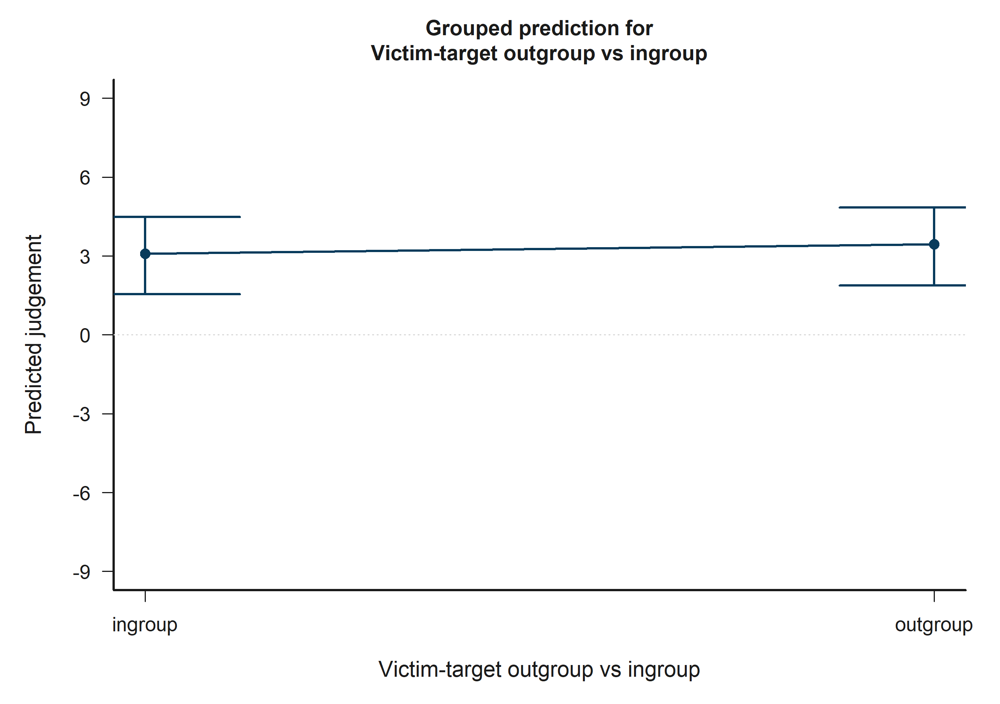 Grouped prediction for
Victim-target outgroup vs ingroup
9
6
3
0
-3
-6
-9
Predicted judgement
ingroup
outgroup
Victim-target outgroup vs ingroup